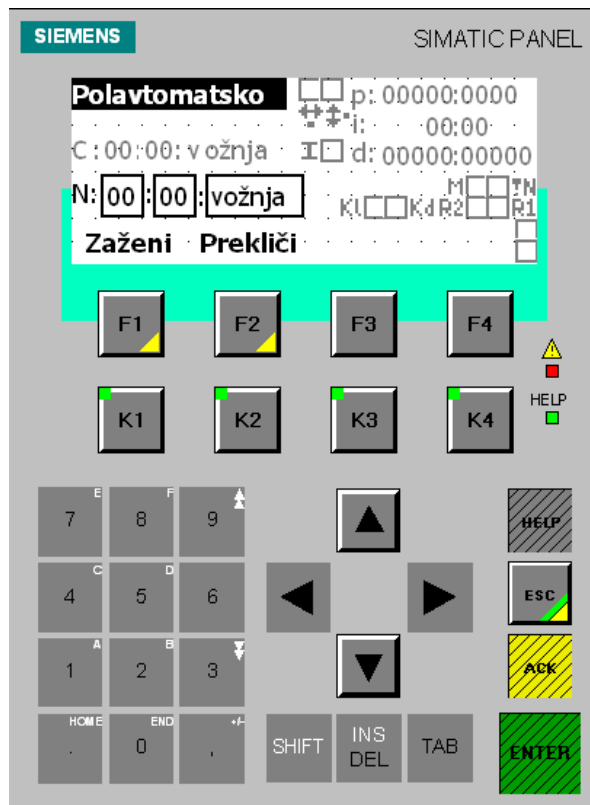 SIEMENS SIMATIC PANEL
Polavtomatsko p: 00000:0000
i: 00:00
C:00:00:vožnja I d: 00000:00000
N: 00 : 00 : vožnja M TN
Kl Kd R2 R1
Zaženi Prekliči
F1 F2 F3 F4
K1 K2 K3 K4
HELP
7 E 8 F 9 HELP
4 C 5 D 6 ESC
1 A 2 B 3 ACK
. HOME 0 END , +/- SHIFT INS DEL TAB ENTER